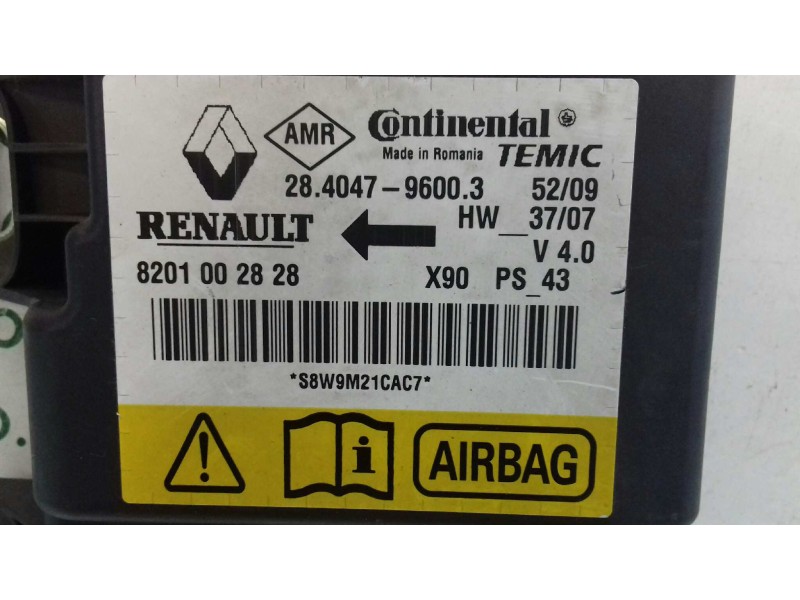 AMR Continental
Made in Romania TEMIC
28.4047-9600.3 52/09
RENAULT HW_37/07
V 4.0
8201 00 28 28 X90 PS_43
*S8W9M21CAC7*
i AIRBAG